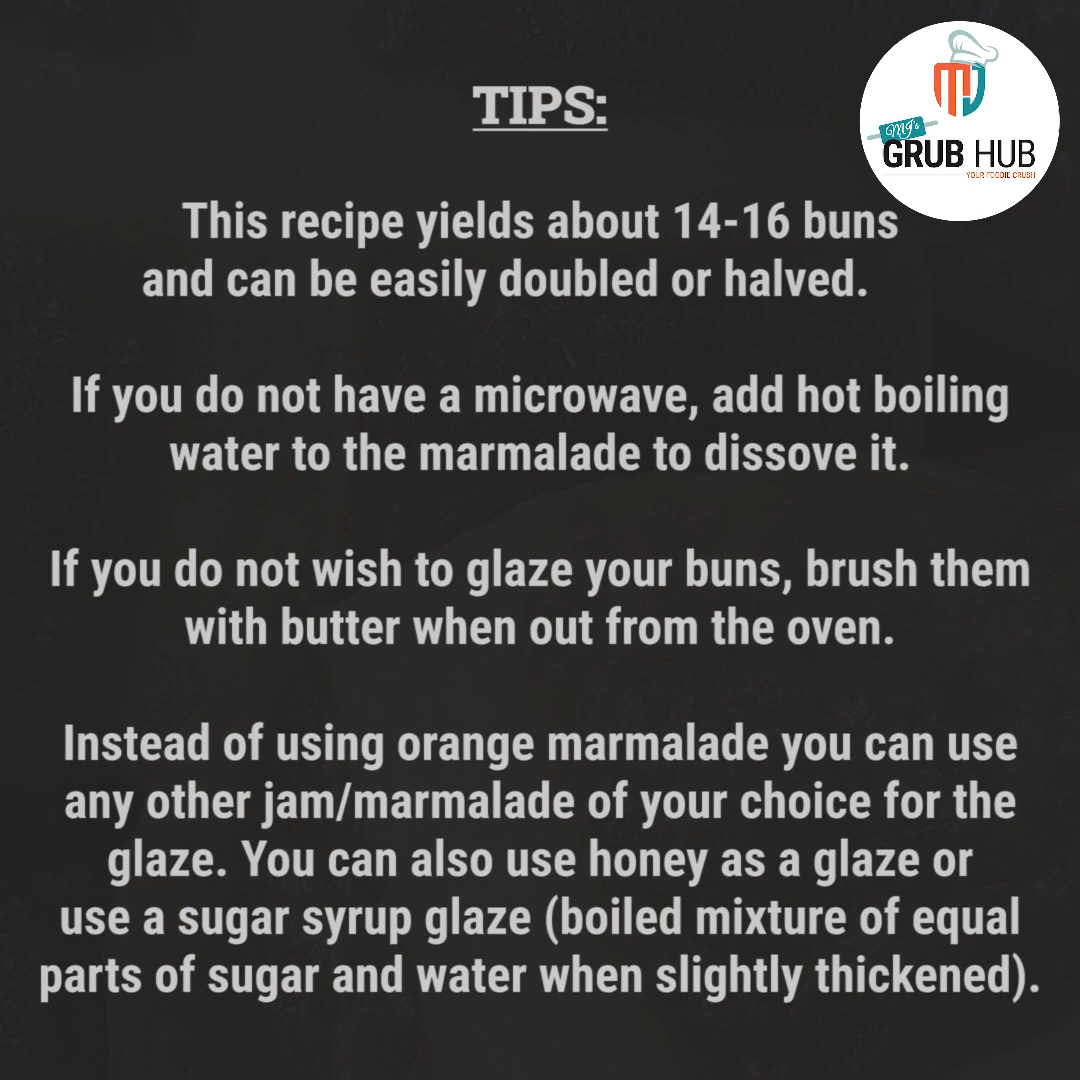 TIPS:
MJ
MJ's
GRUB HUB
YOUR FOODIE CRUSH
This recipe yields about 14-16 buns
and can be easily doubled or halved.
If you do not have a microwave, add hot boiling
water to the marmalade to dissove it.
If you do not wish to glaze your buns, brush them
with butter when out from the oven.
Instead of using orange marmalade you can use
any other jam/marmalade of your choice for the
glaze. You can also use honey as a glaze or
use a sugar syrup glaze (boiled mixture of equal
parts of sugar and water when slightly thickened).